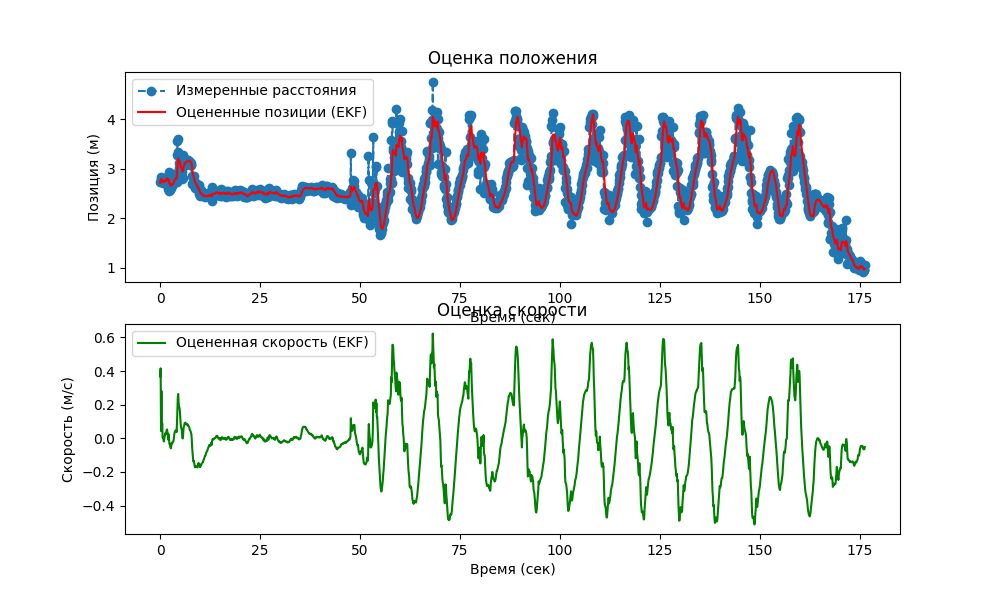 Оценка положения
Измеренные расстояния
Оцененные позиции (EKF)
Позиция (м)
4
3
2
1
0 25 50 75 100 125 150 175
Время (сек)
Оценка скорости
Оцененная скорость (EKF)
Скорость (м/с)
0.6
0.4
0.2
0.0
−0.2
−0.4
0 25 50 75 100 125 150 175
Время (сек)